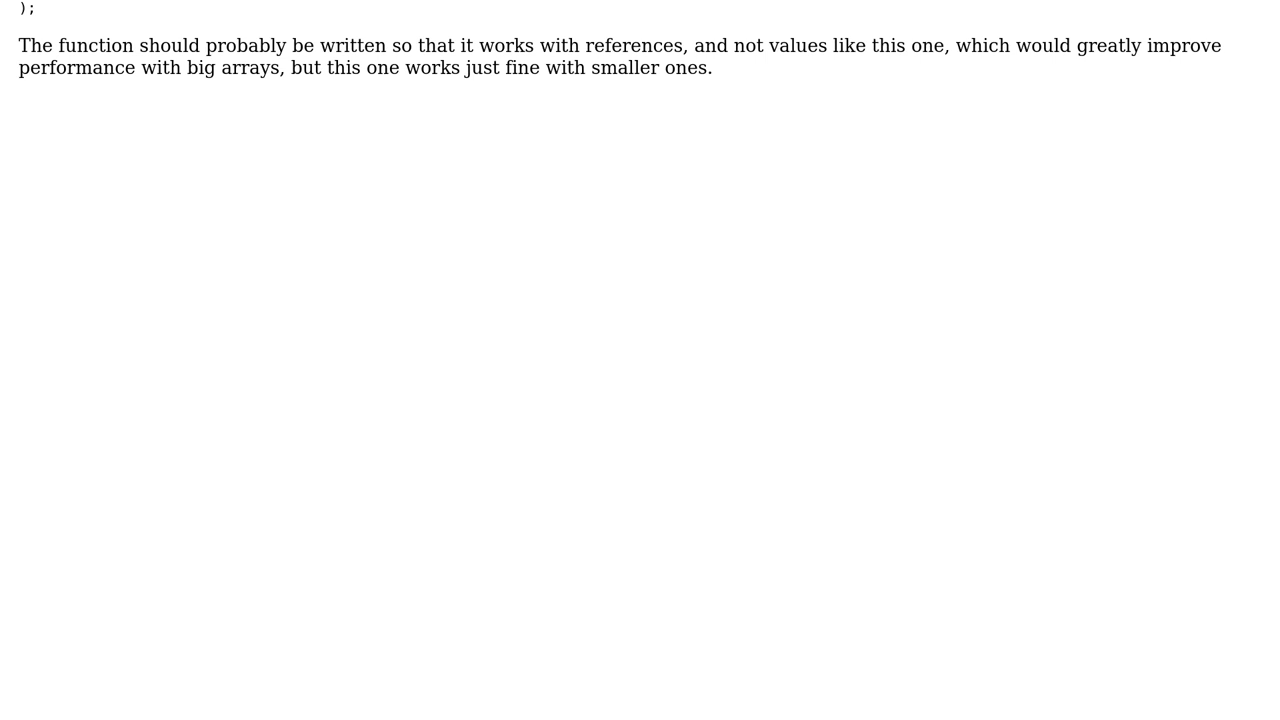 );
The function should probably be written so that it works with references, and not values like this one, which would greatly improve
performance with big arrays, but this one works just fine with smaller ones.